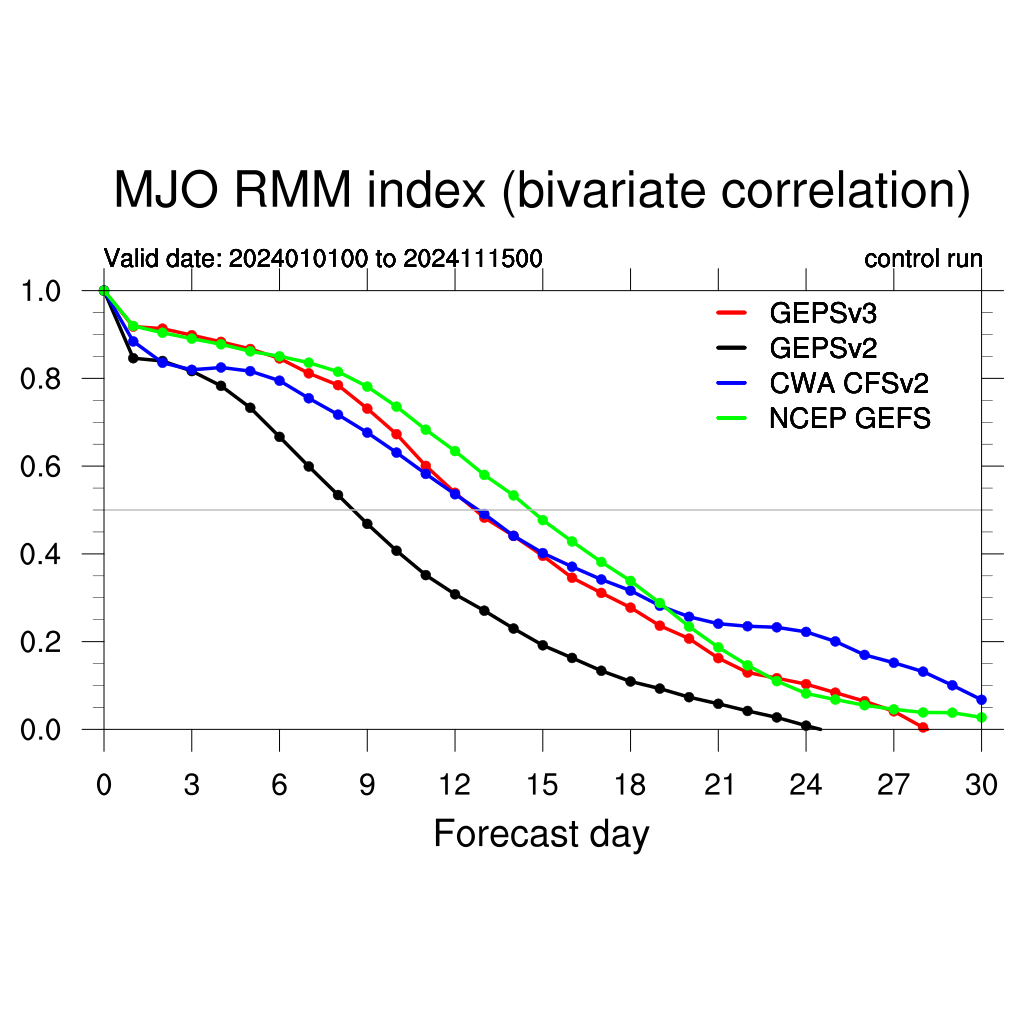 MJO RMM index (bivariate correlation)
Valid date: 2024010100 to 2024111500 control run
1.0
GEPSv3
GEPSv2
0.8
CWA CFSv2
NCEP GEFS
0.6
0.4
0.2
0.0
0 3 6 9 12 15 18 21 24 27 30
Forecast day